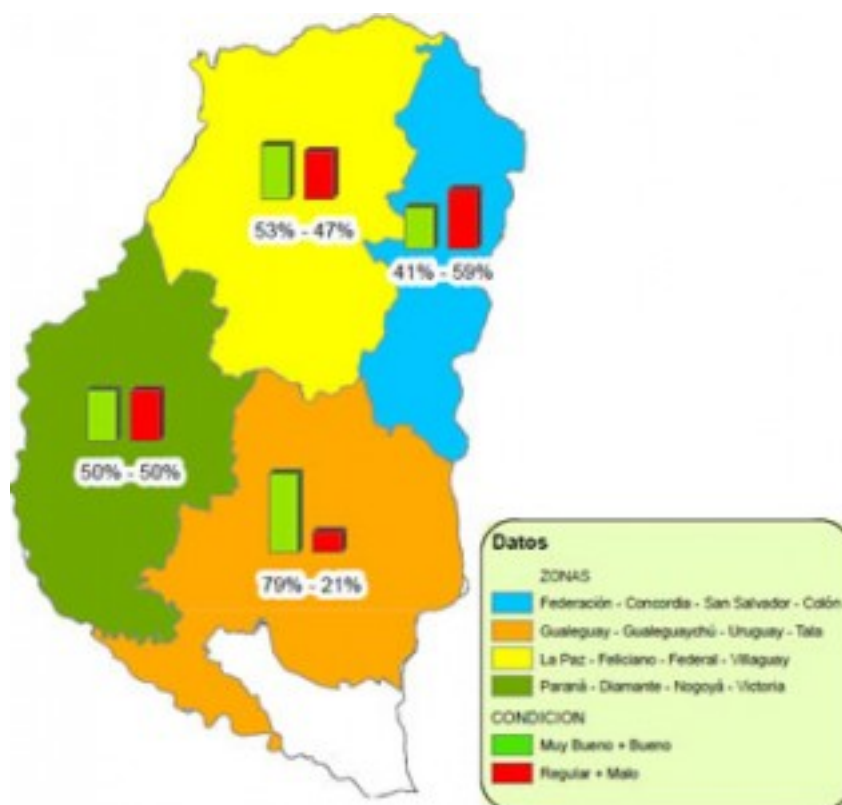 53% - 47%
41% - 59%
50% - 50%
79% - 21%
Datos
ZONAS
Federación - Concordia - San Salvador - Colón
Gualeguay - Gualeguaychú - Uruguay - Tala
La Paz - Feliciano - Federal - Villaguay
Paraná - Diamante - Nogoyá - Victoria
CONDICION
Muy Bueno + Bueno
Regular + Malo